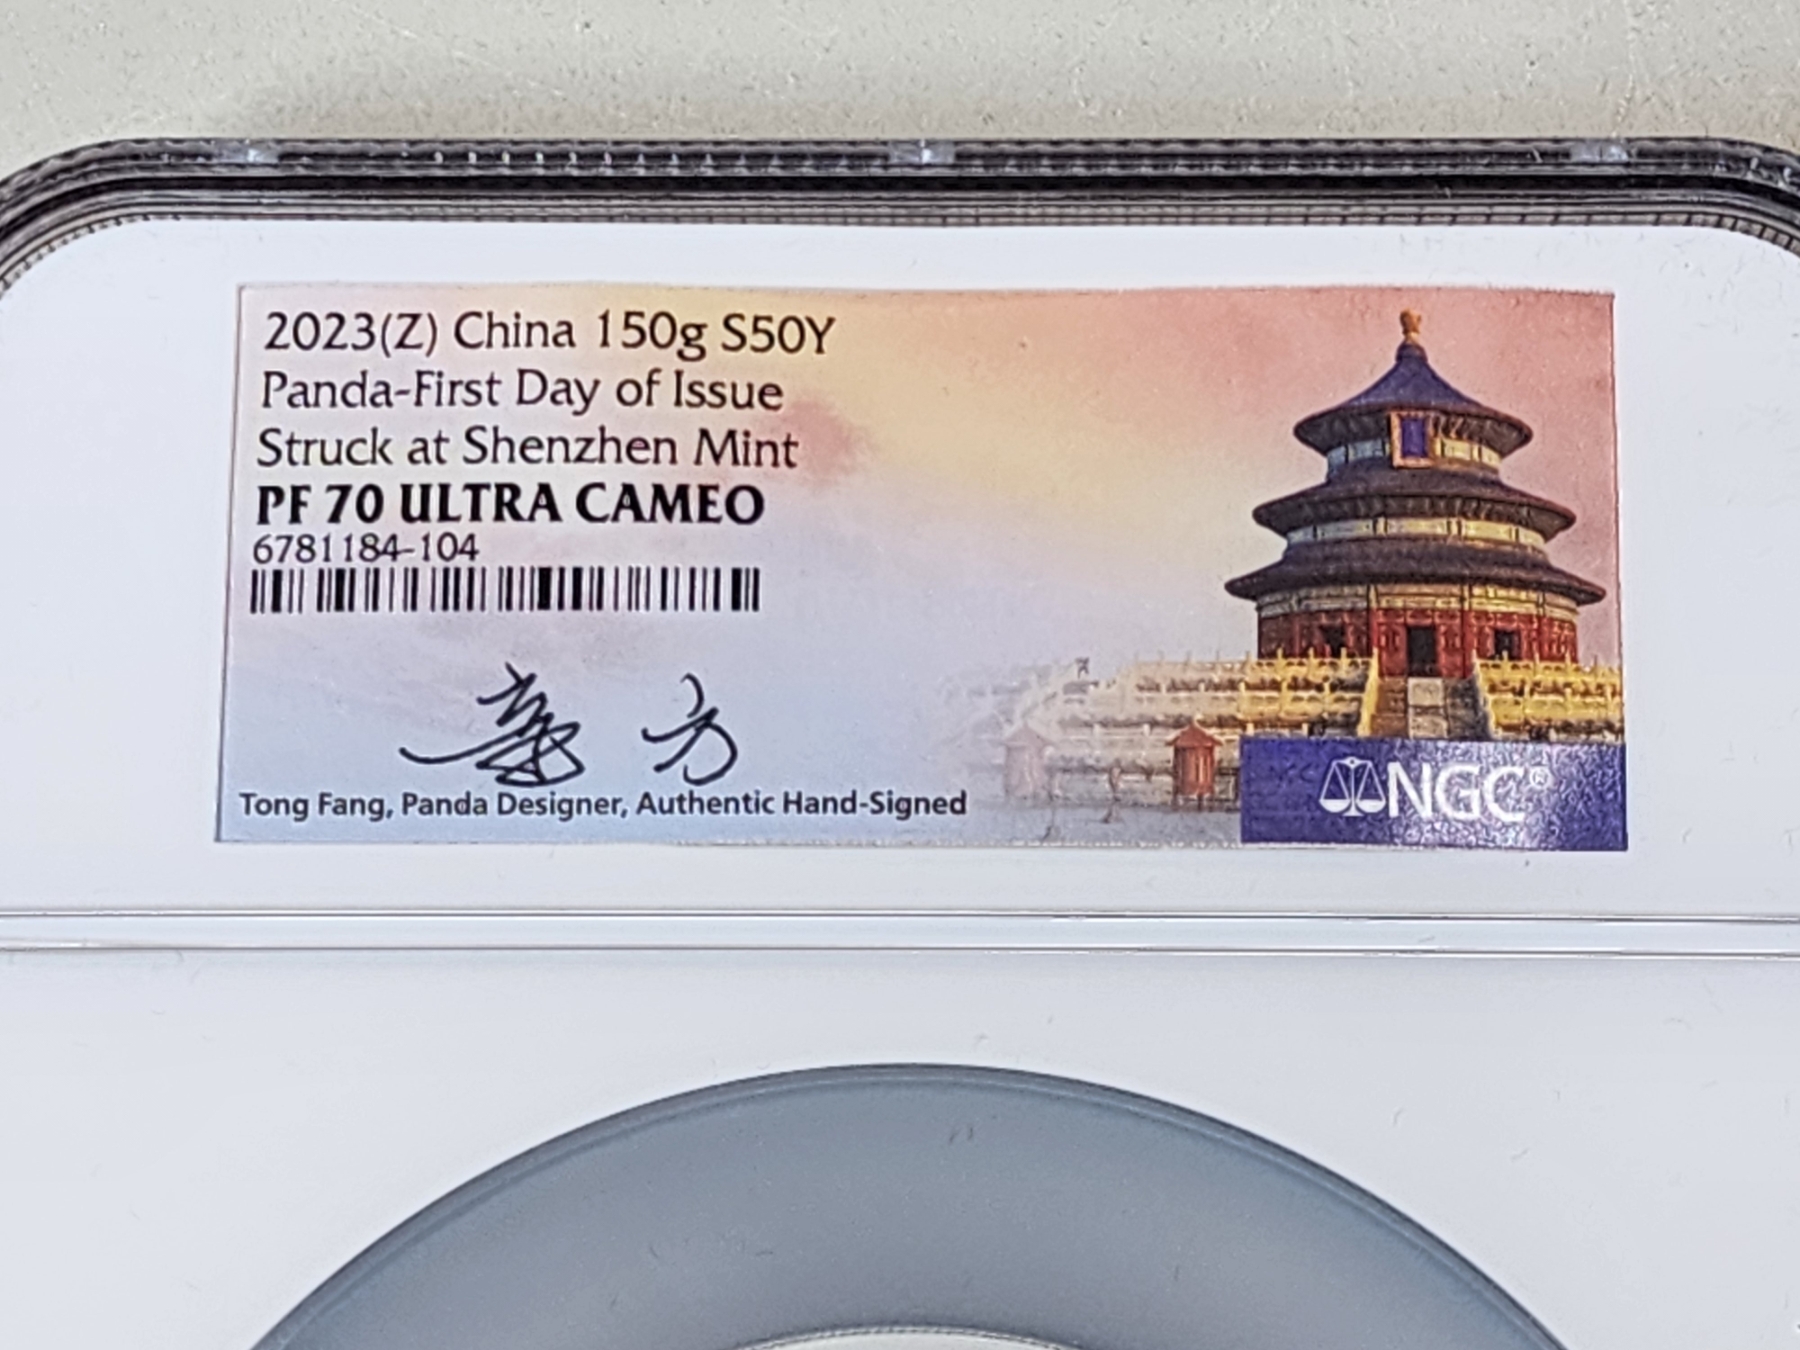 2023(Z) China 150g S50Y
Panda-First Day of Issue
Struck at Shenzhen Mint
PF 70 ULTRA CAMEO
6781184-104
童 方
Tong Fang, Panda Designer, Authentic Hand-Signed
NGC®